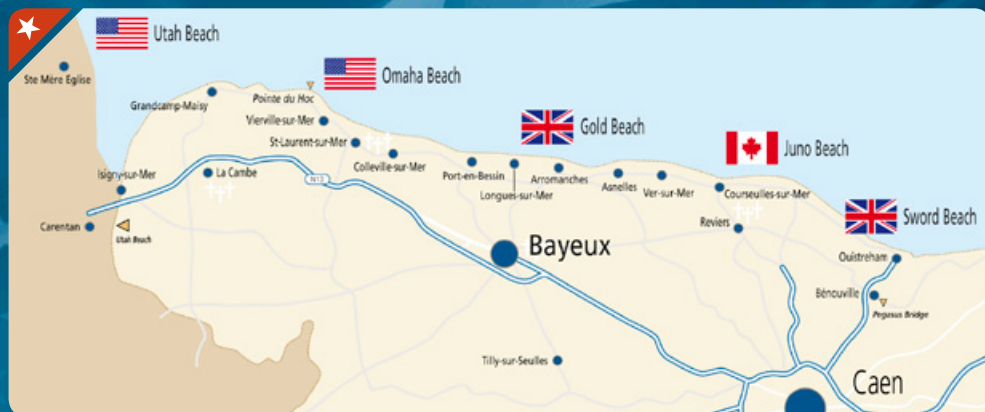 Utah Beach
Ste Mère Eglise
Omaha Beach
Pointe du Hoc
Grandcamp-Maisy
Vierville-sur-Mer
Gold Beach
St-Laurent-sur-Mer
Juno Beach
Colleville-sur-Mer
Port-en-Bessin
Longues-sur-Mer
Arromanches
Asnelles
Ver-sur-Mer
Courseulles-sur-Mer
Isigny-sur-Mer
La Cambe
N13
Sword Beach
Carentan
Utah Beach
Reviers
Bayeux
Ouistreham
Bénouville
Pegasus Bridge
Tilly-sur-Seulles
Caen